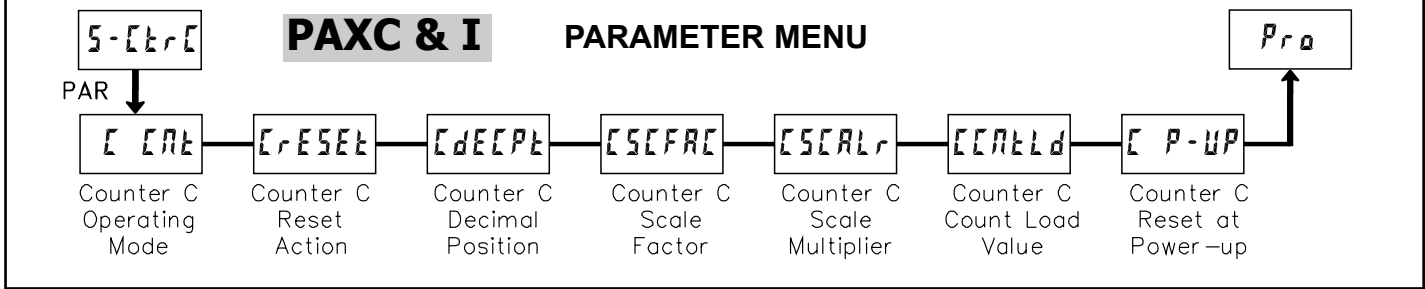 5-CtrC
PAXC & I PARAMETER MENU
Pro
PAR
C CNt
CrESEt
CdECPt
CSCFAC
CSCALr
CCNtLd
C P-UP
Counter C
Operating
Mode
Counter C
Reset
Action
Counter C
Decimal
Position
Counter C
Scale
Factor
Counter C
Scale
Multiplier
Counter C
Count Load
Value
Counter C
Reset at
Power-up